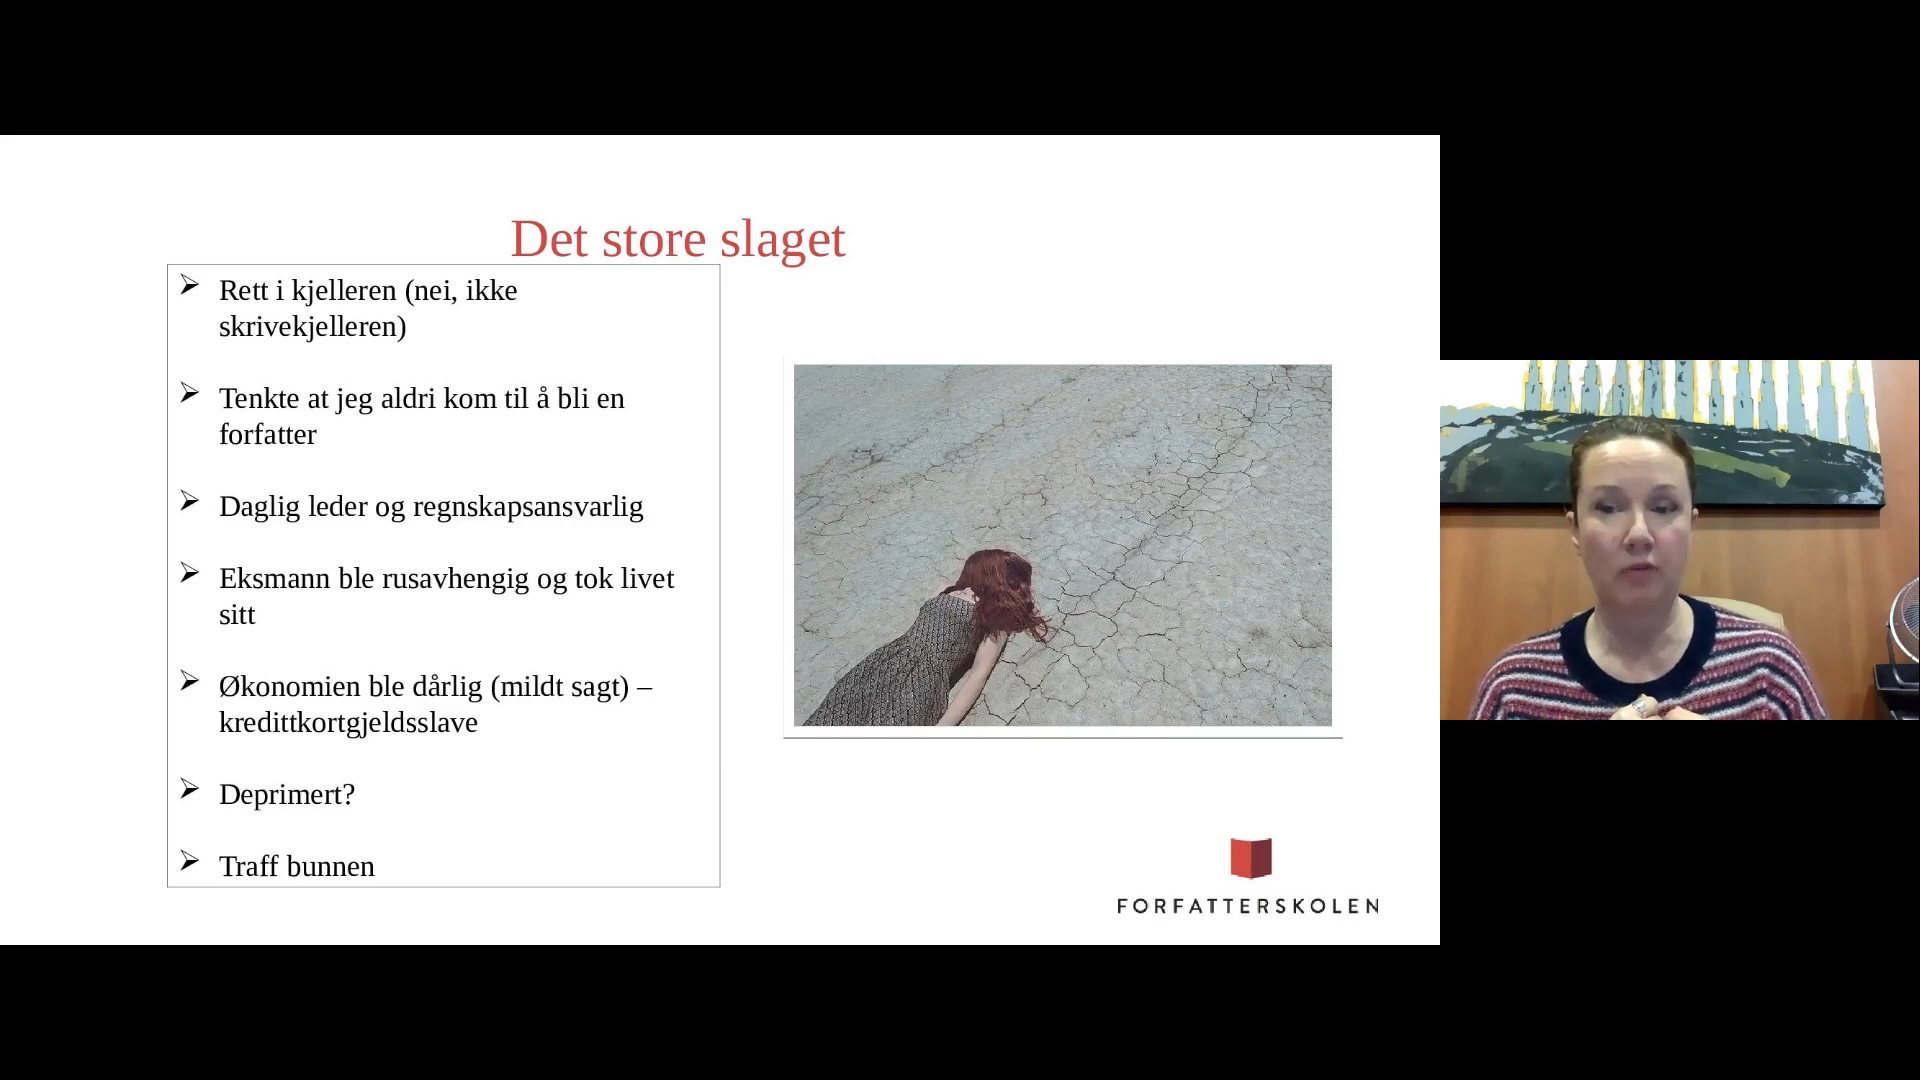 Det store slaget
Rett i kjelleren (nei, ikke
skrivekjelleren)
Tenkte at jeg aldri kom til å bli en
forfatter
Daglig leder og regnskapsansvarlig
Eksmann ble rusavhengig og tok livet
sitt
Økonomien ble dårlig (mildt sagt) –
kredittkortgjeldsslave
Deprimert?
Traff bunnen
FORFATTERSKOLEN